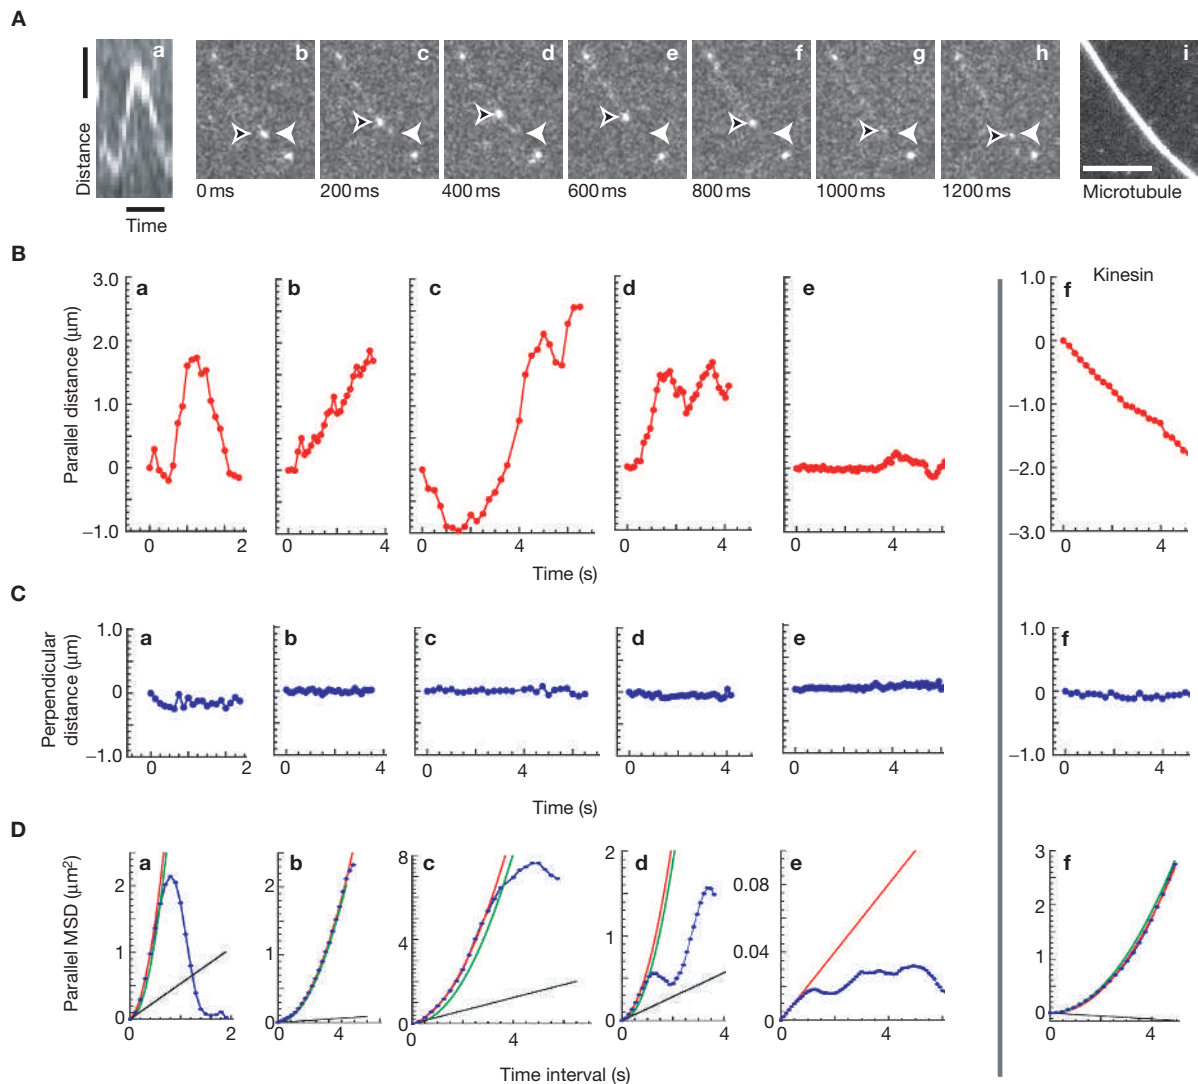 A
a b c d e f g h i
Distance
Time
0 ms 200 ms 400 ms 600 ms 800 ms 1000 ms 1200 ms Microtubule
B
Kinesin
a b c d e f
Parallel distance (μm)
3.0
2.0
1.0
0
–1.0
1.0
0
–1.0
–2.0
–3.0
0 2 0 4 0 4 0 4 0 4 0 4
Time (s)
C
a b c d e f
Perpendicular
distance (μm)
1.0
0
–1.0
1.0
0
–1.0
0 2 0 4 0 4 0 4 0 4 0 4
Time (s)
D
a b c d e f
Parallel MSD (μm²)
2
1
0
2
1
0
8
4
0
2
1
0
0.08
0.04
0
3
2
1
0
0 2 0 4 0 4 0 4 0 4 0 4
Time interval (s)